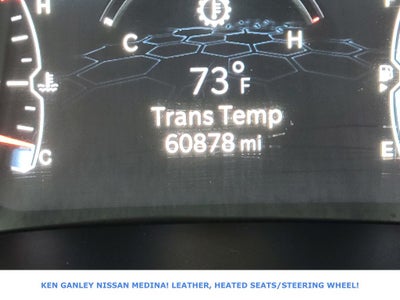 H
C H
73°F
Trans Temp
60878 mi
C E
KEN GANLEY NISSAN MEDINA! LEATHER, HEATED SEATS/STEERING WHEEL!